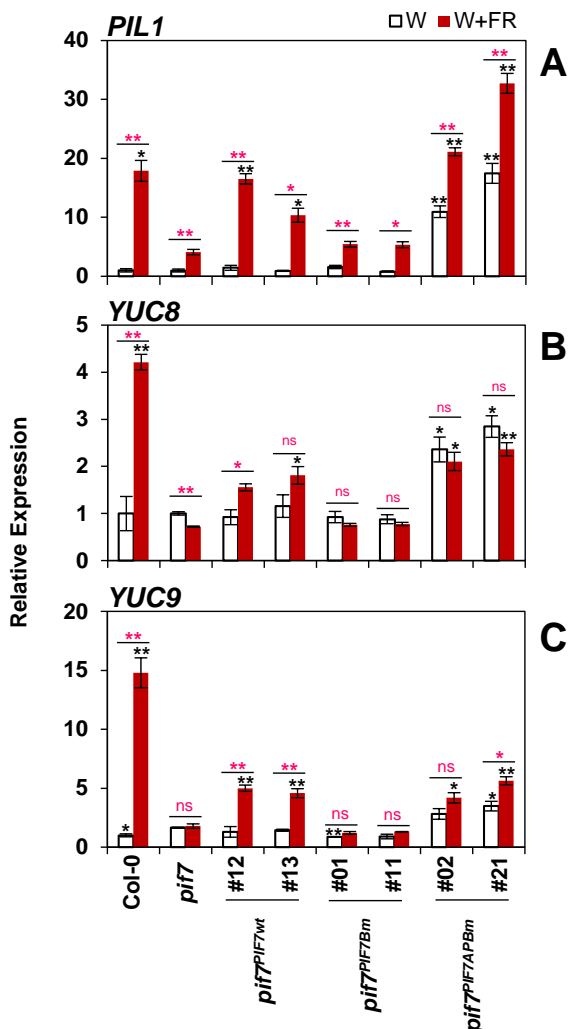 W W+FR
PIL1
A
40
** **
** **
30
** ** **
* ** **
20
* **
** ** *
10
0
YUC8
B
5
**
** ns
4
ns ns
3
* *
* * **
2
* ns ns
**
1
0
Relative Expression
YUC9
C
20
**
**
15
10
** ** *
** ** ns **
5
ns ns ns * *
* **
0
Col-0 pif7 #12 #13 #01 #11 #02 #21
pif7PIF7wt pif7PIF7Bm pif7PIF7APBm